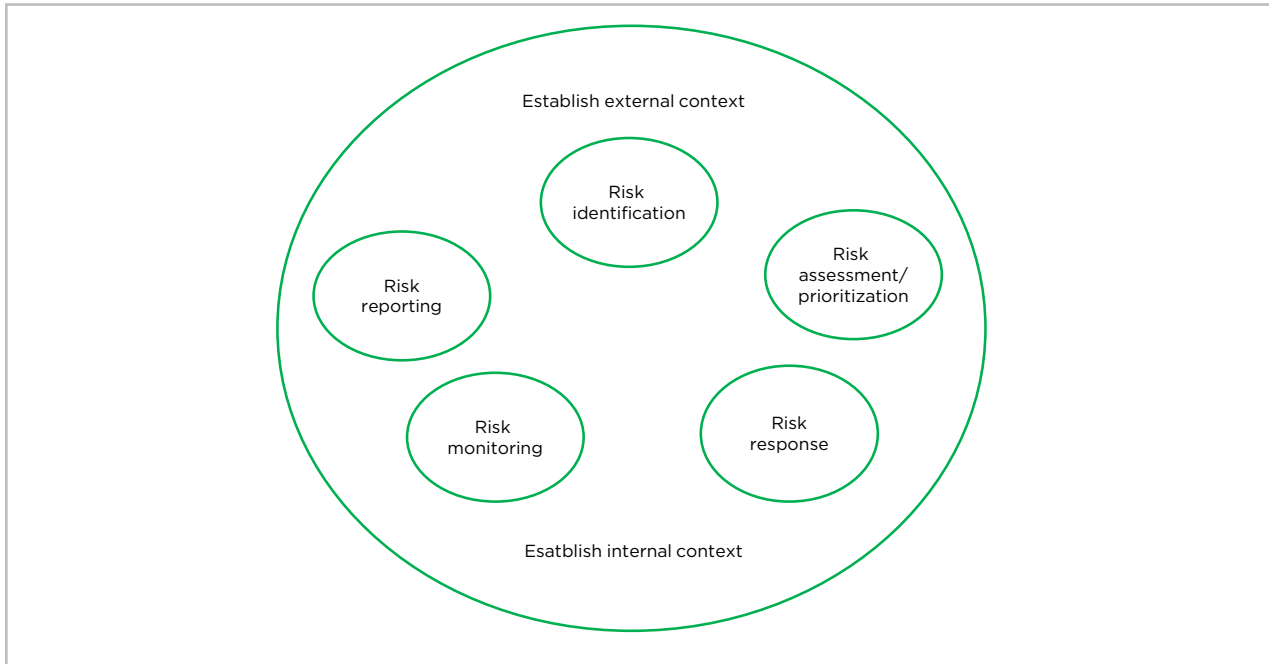 Establish external context
Risk
identification
Risk
assessment/
prioritization
Risk
response
Risk
monitoring
Risk
reporting
Esatblish internal context